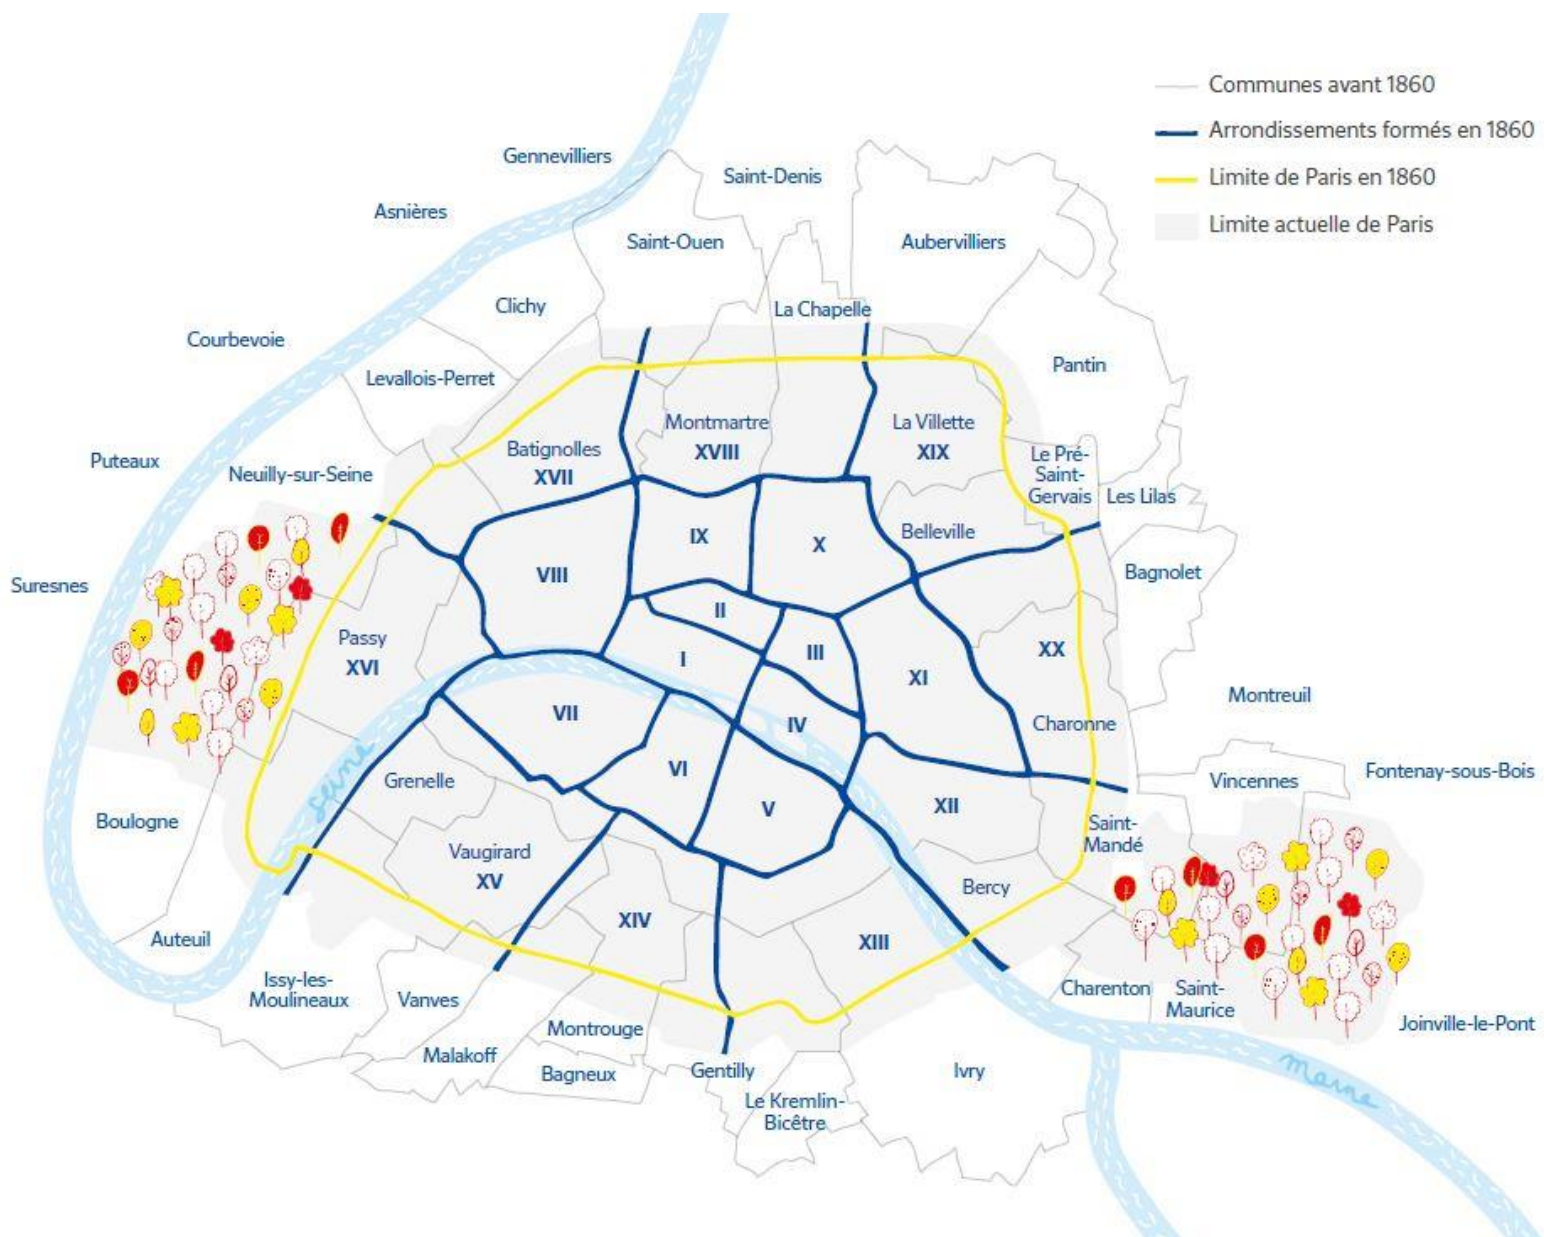 Communes avant 1860
Arrondissements formés en 1860
Limite de Paris en 1860
Limite actuelle de Paris
Gennevilliers
Saint-Denis
Asnières
Saint-Ouen
Aubervilliers
Clichy
La Chapelle
Courbevoie
Levallois-Perret
Pantin
Montmartre
XVIII
La Villette
XIX
Batignolles
XVII
Puteaux
Neuilly-sur-Seine
Le Pré-
Saint-
Gervais
Les Lilas
IX
X
Belleville
Suresnes
VIII
Bagnolet
II
Passy
XVI
I
III
XX
XI
Montreuil
VII
IV
Charonne
seine
Grenelle
VI
V
XII
Vincennes
Fontenay-sous-Bois
Boulogne
Saint-
Mandé
Vaugirard
XV
Bercy
XIV
XIII
Auteuil
Issy-les-
Moulineaux
Vanves
Charenton
Saint-
Maurice
Montrouge
Joinville-le-Pont
Malakoff
Bagneux
Gentilly
Ivry
Le Kremlin-
Bicêtre
marne